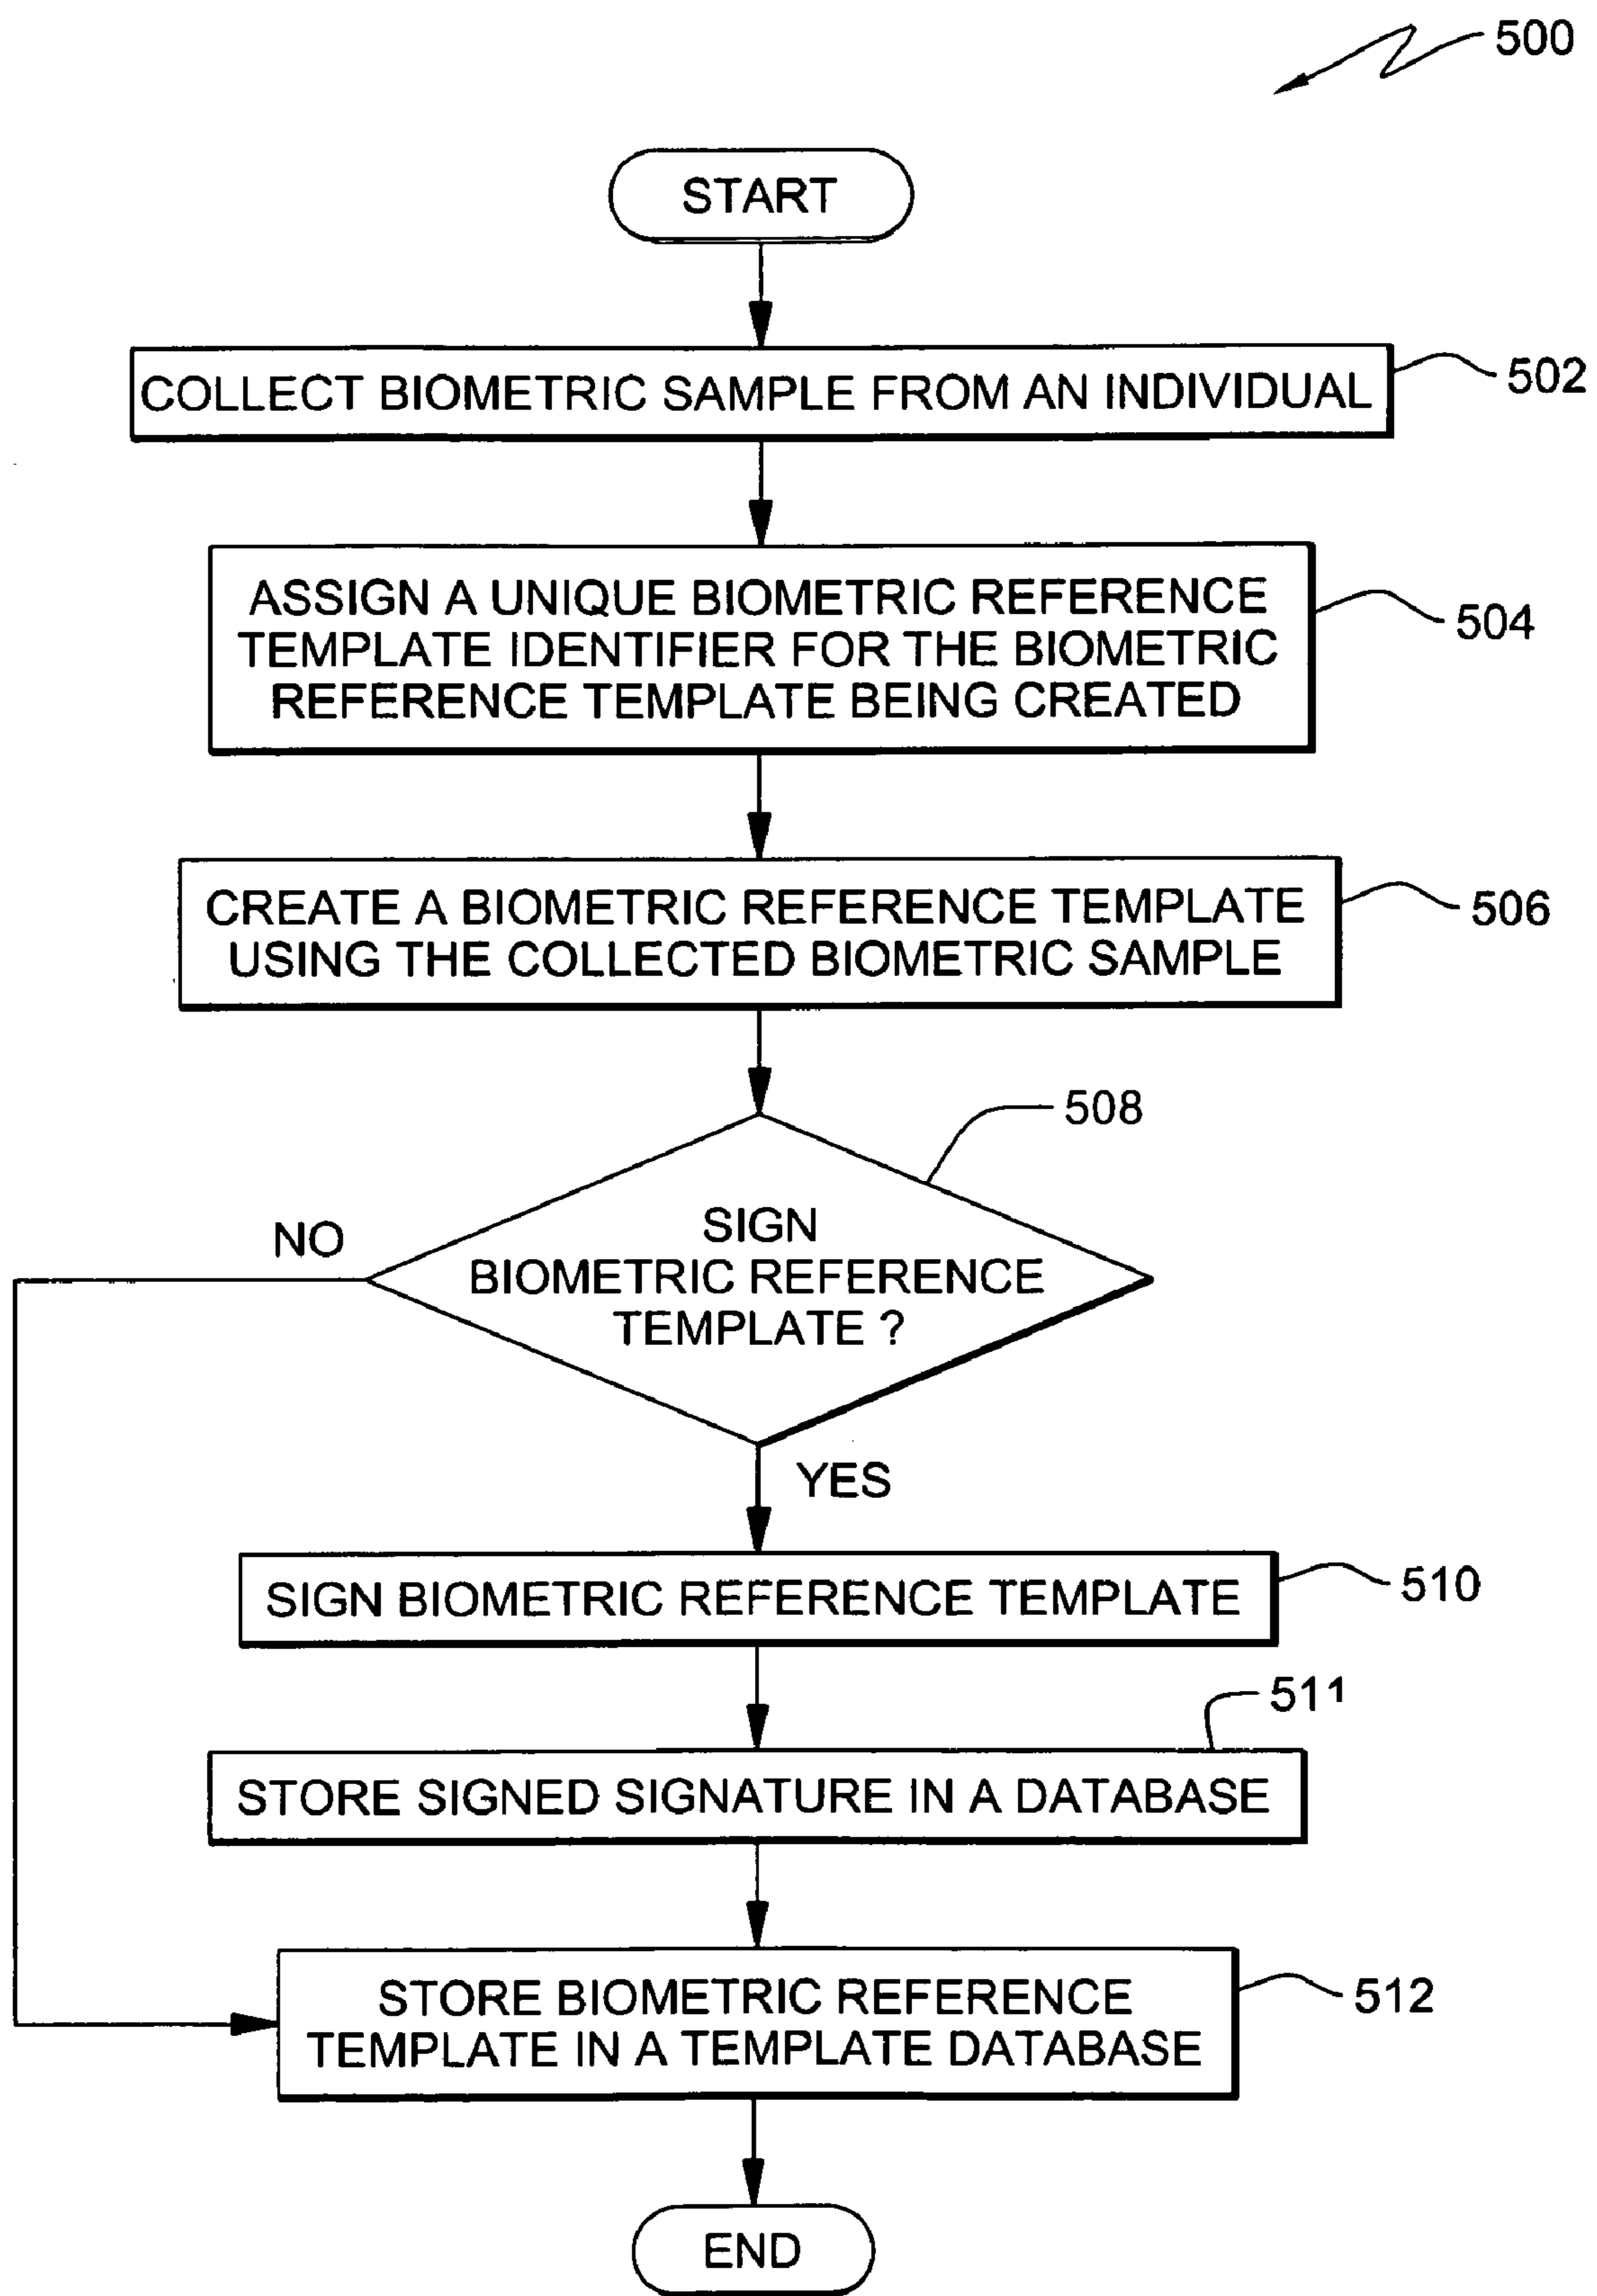 500
START
COLLECT BIOMETRIC SAMPLE FROM AN INDIVIDUAL
502
ASSIGN A UNIQUE BIOMETRIC REFERENCE
TEMPLATE IDENTIFIER FOR THE BIOMETRIC
REFERENCE TEMPLATE BEING CREATED
504
CREATE A BIOMETRIC REFERENCE TEMPLATE
USING THE COLLECTED BIOMETRIC SAMPLE
506
508
SIGN
BIOMETRIC REFERENCE
TEMPLATE ?
NO
YES
SIGN BIOMETRIC REFERENCE TEMPLATE
510
511
STORE SIGNED SIGNATURE IN A DATABASE
STORE BIOMETRIC REFERENCE
TEMPLATE IN A TEMPLATE DATABASE
512
END